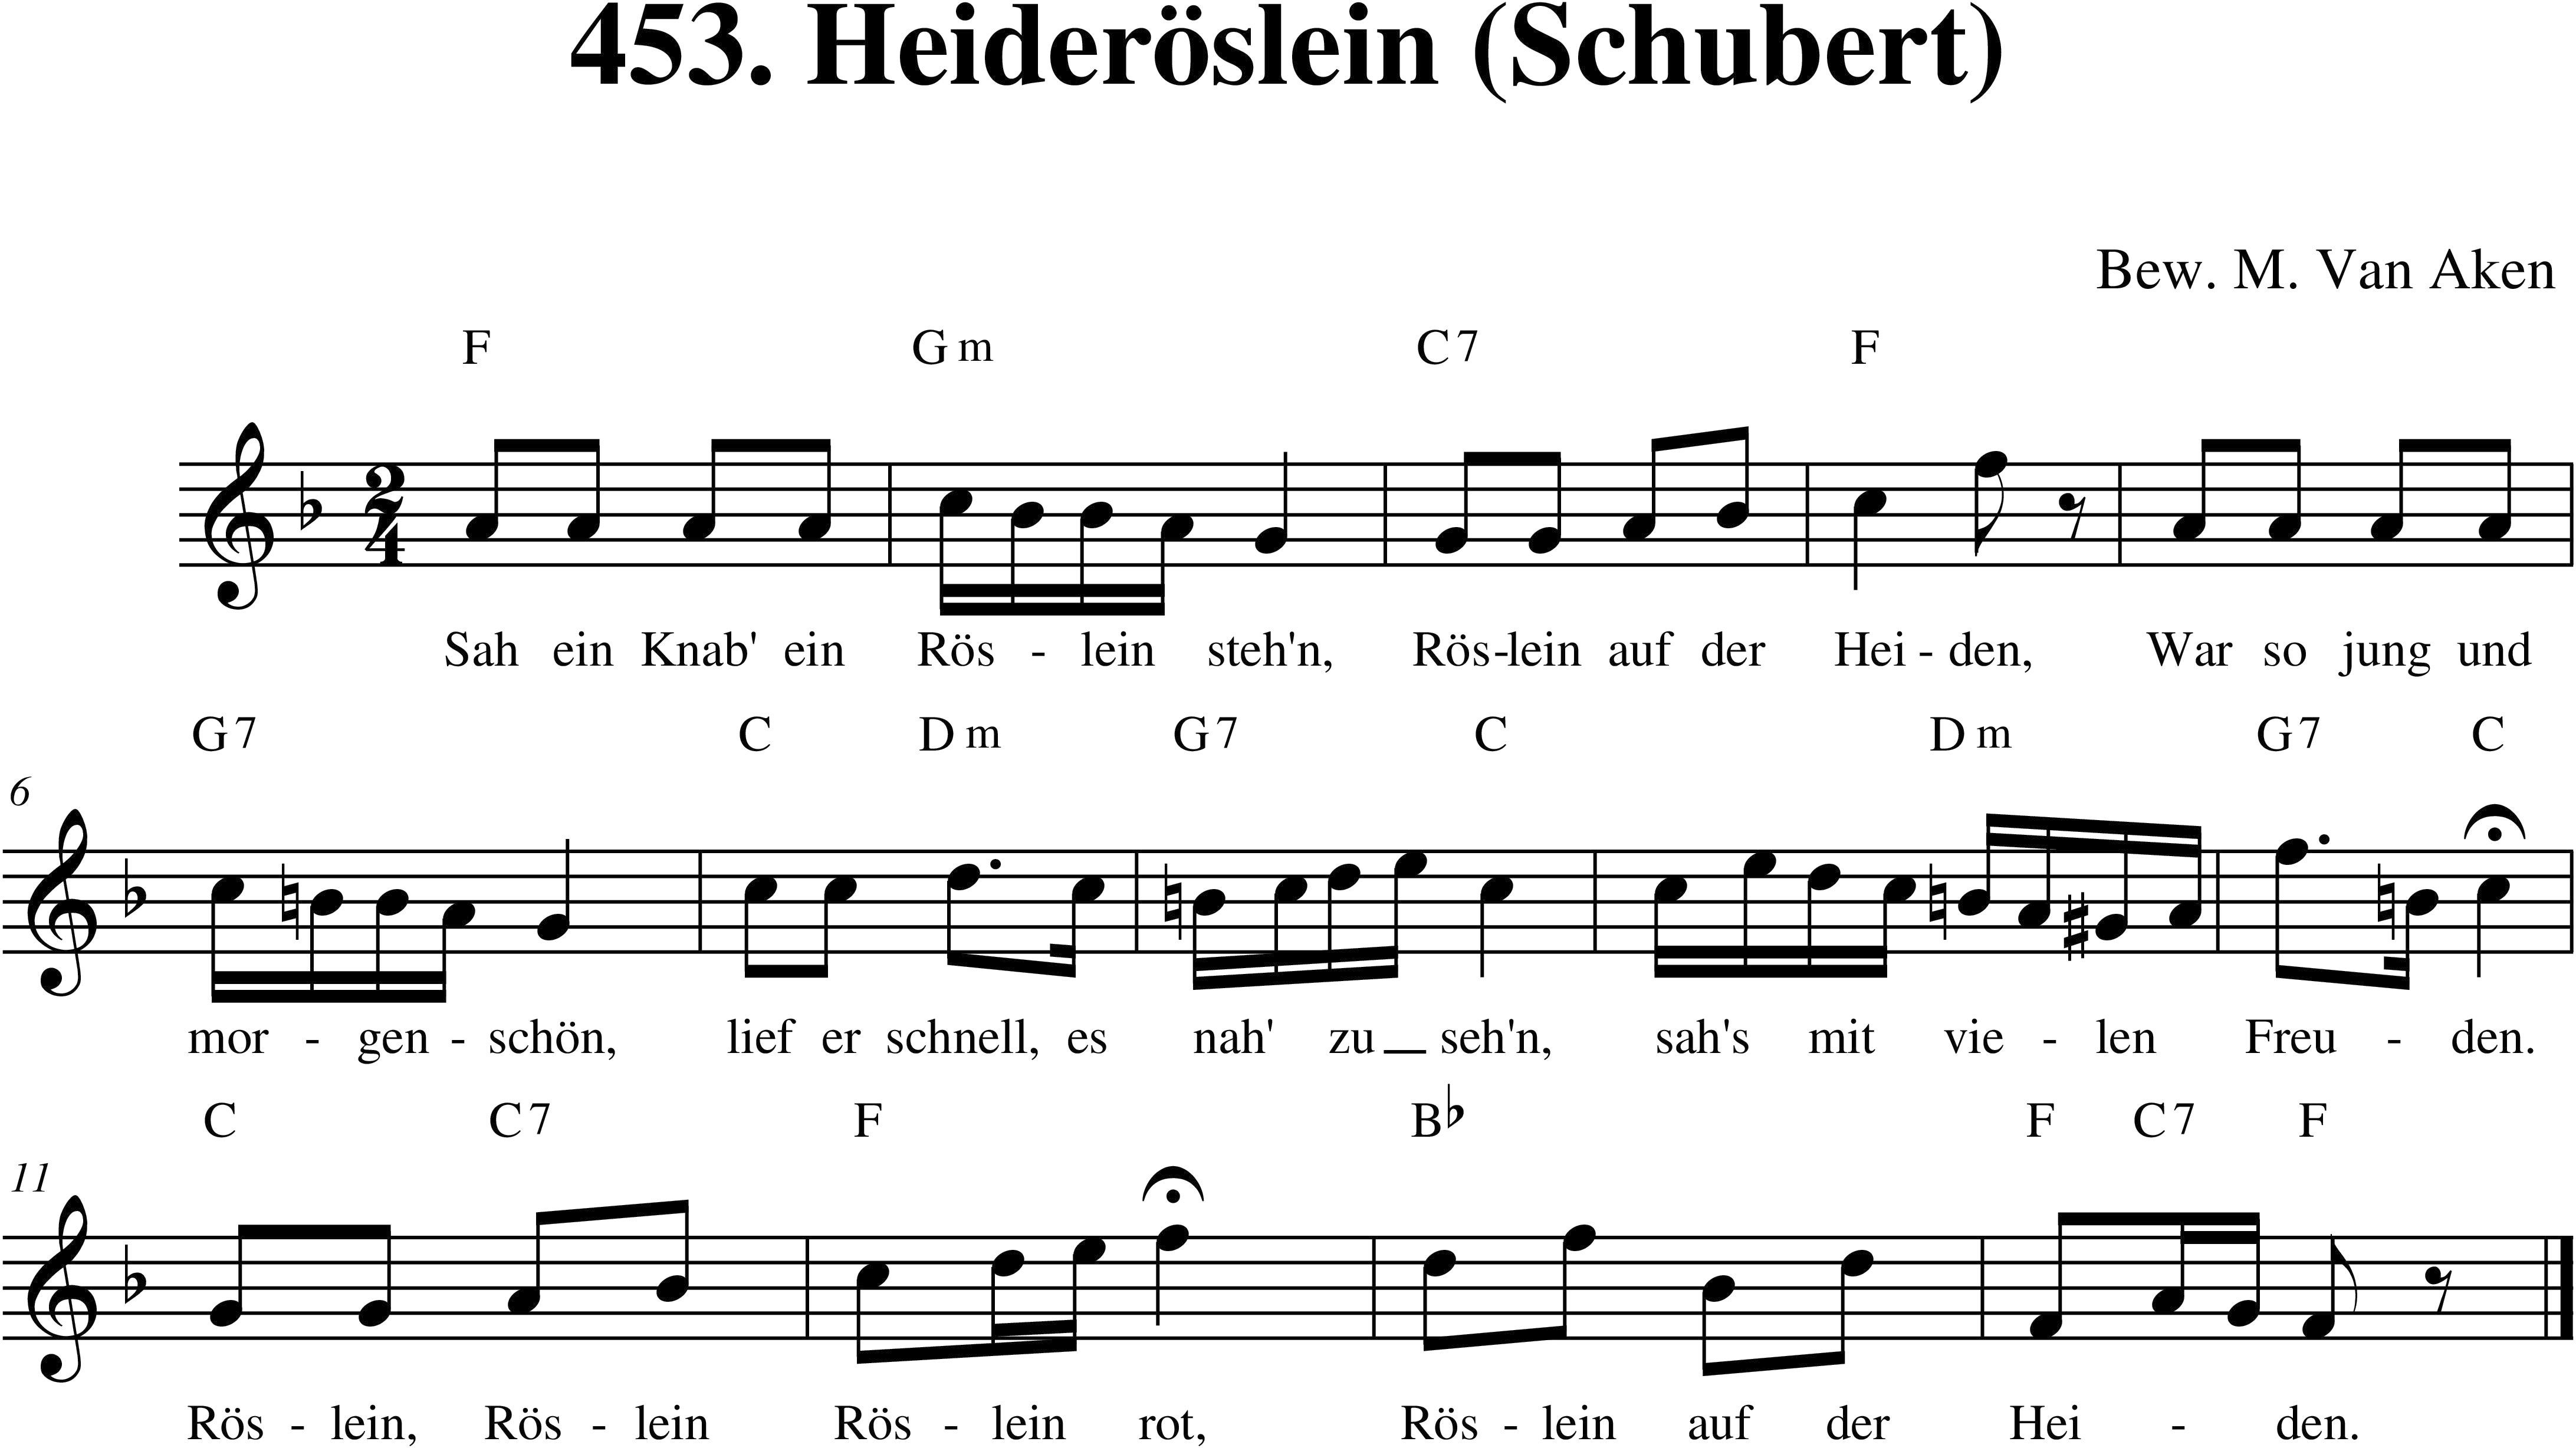 453. Heideröslein (Schubert)
Bew. M. Van Aken
F Gm C7 F
2
4
Sah ein Knab' ein Rös - lein steh'n, Rös-lein auf der Hei - den, War so jung und
G7 C Dm G7 C Dm G7 C
6
mor - gen - schön, lief er schnell, es nah' zu _ seh'n, sah's mit vie - len Freu - den.
C C7 F B♭ F C7 F
11
Rös - lein, Rös - lein Rös - lein rot, Rös - lein auf der Hei - den.